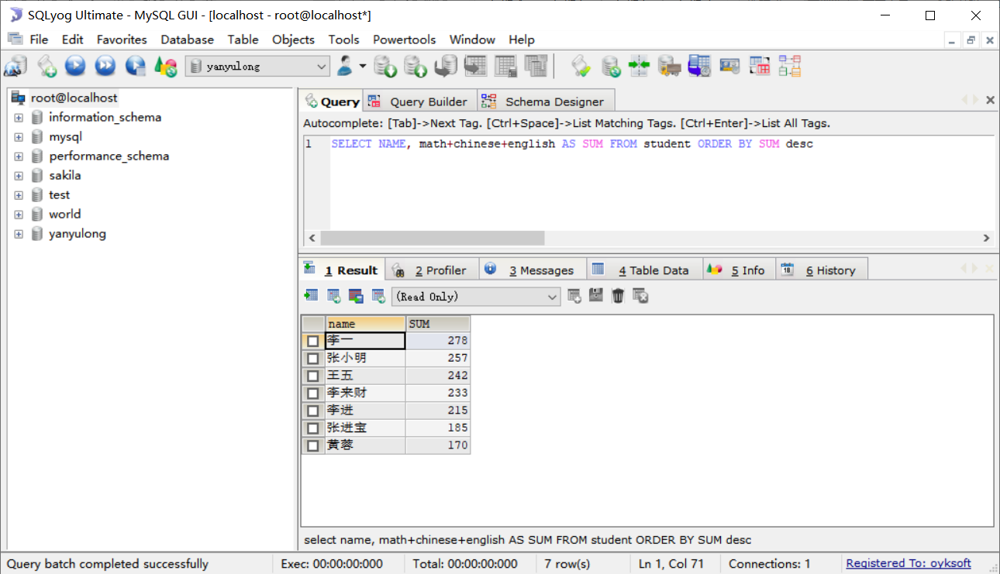 SQLyog Ultimate - MySQL GUI - [localhost - root@localhost*]
File Edit Favorites Database Table Objects Tools Powertools Window Help
yanyulong
root@localhost
information_schema
mysql
performance_schema
sakila
test
world
yanyulong
Query Query Builder Schema Designer
Autocomplete: [Tab]->Next Tag. [Ctrl+Space]->List Matching Tags. [Ctrl+Enter]->List All Tags.
1 SELECT NAME, math+chinese+english AS SUM FROM student ORDER BY SUM desc
1 Result 2 Profiler 3 Messages 4 Table Data 5 Info 18 6 History
(Read Only)
name SUM
李一 278
张小明 257
王五 242
李来财 233
李进 215
张进宝 185
黄蓉 170
select name, math+chinese+english AS SUM FROM student ORDER BY SUM desc
Query batch completed successfully Exec: 00:00:00:000 Total: 00:00:00:000 7 row(s) Ln 1, Col 71 Connections: 1 Registered To: oyksoft